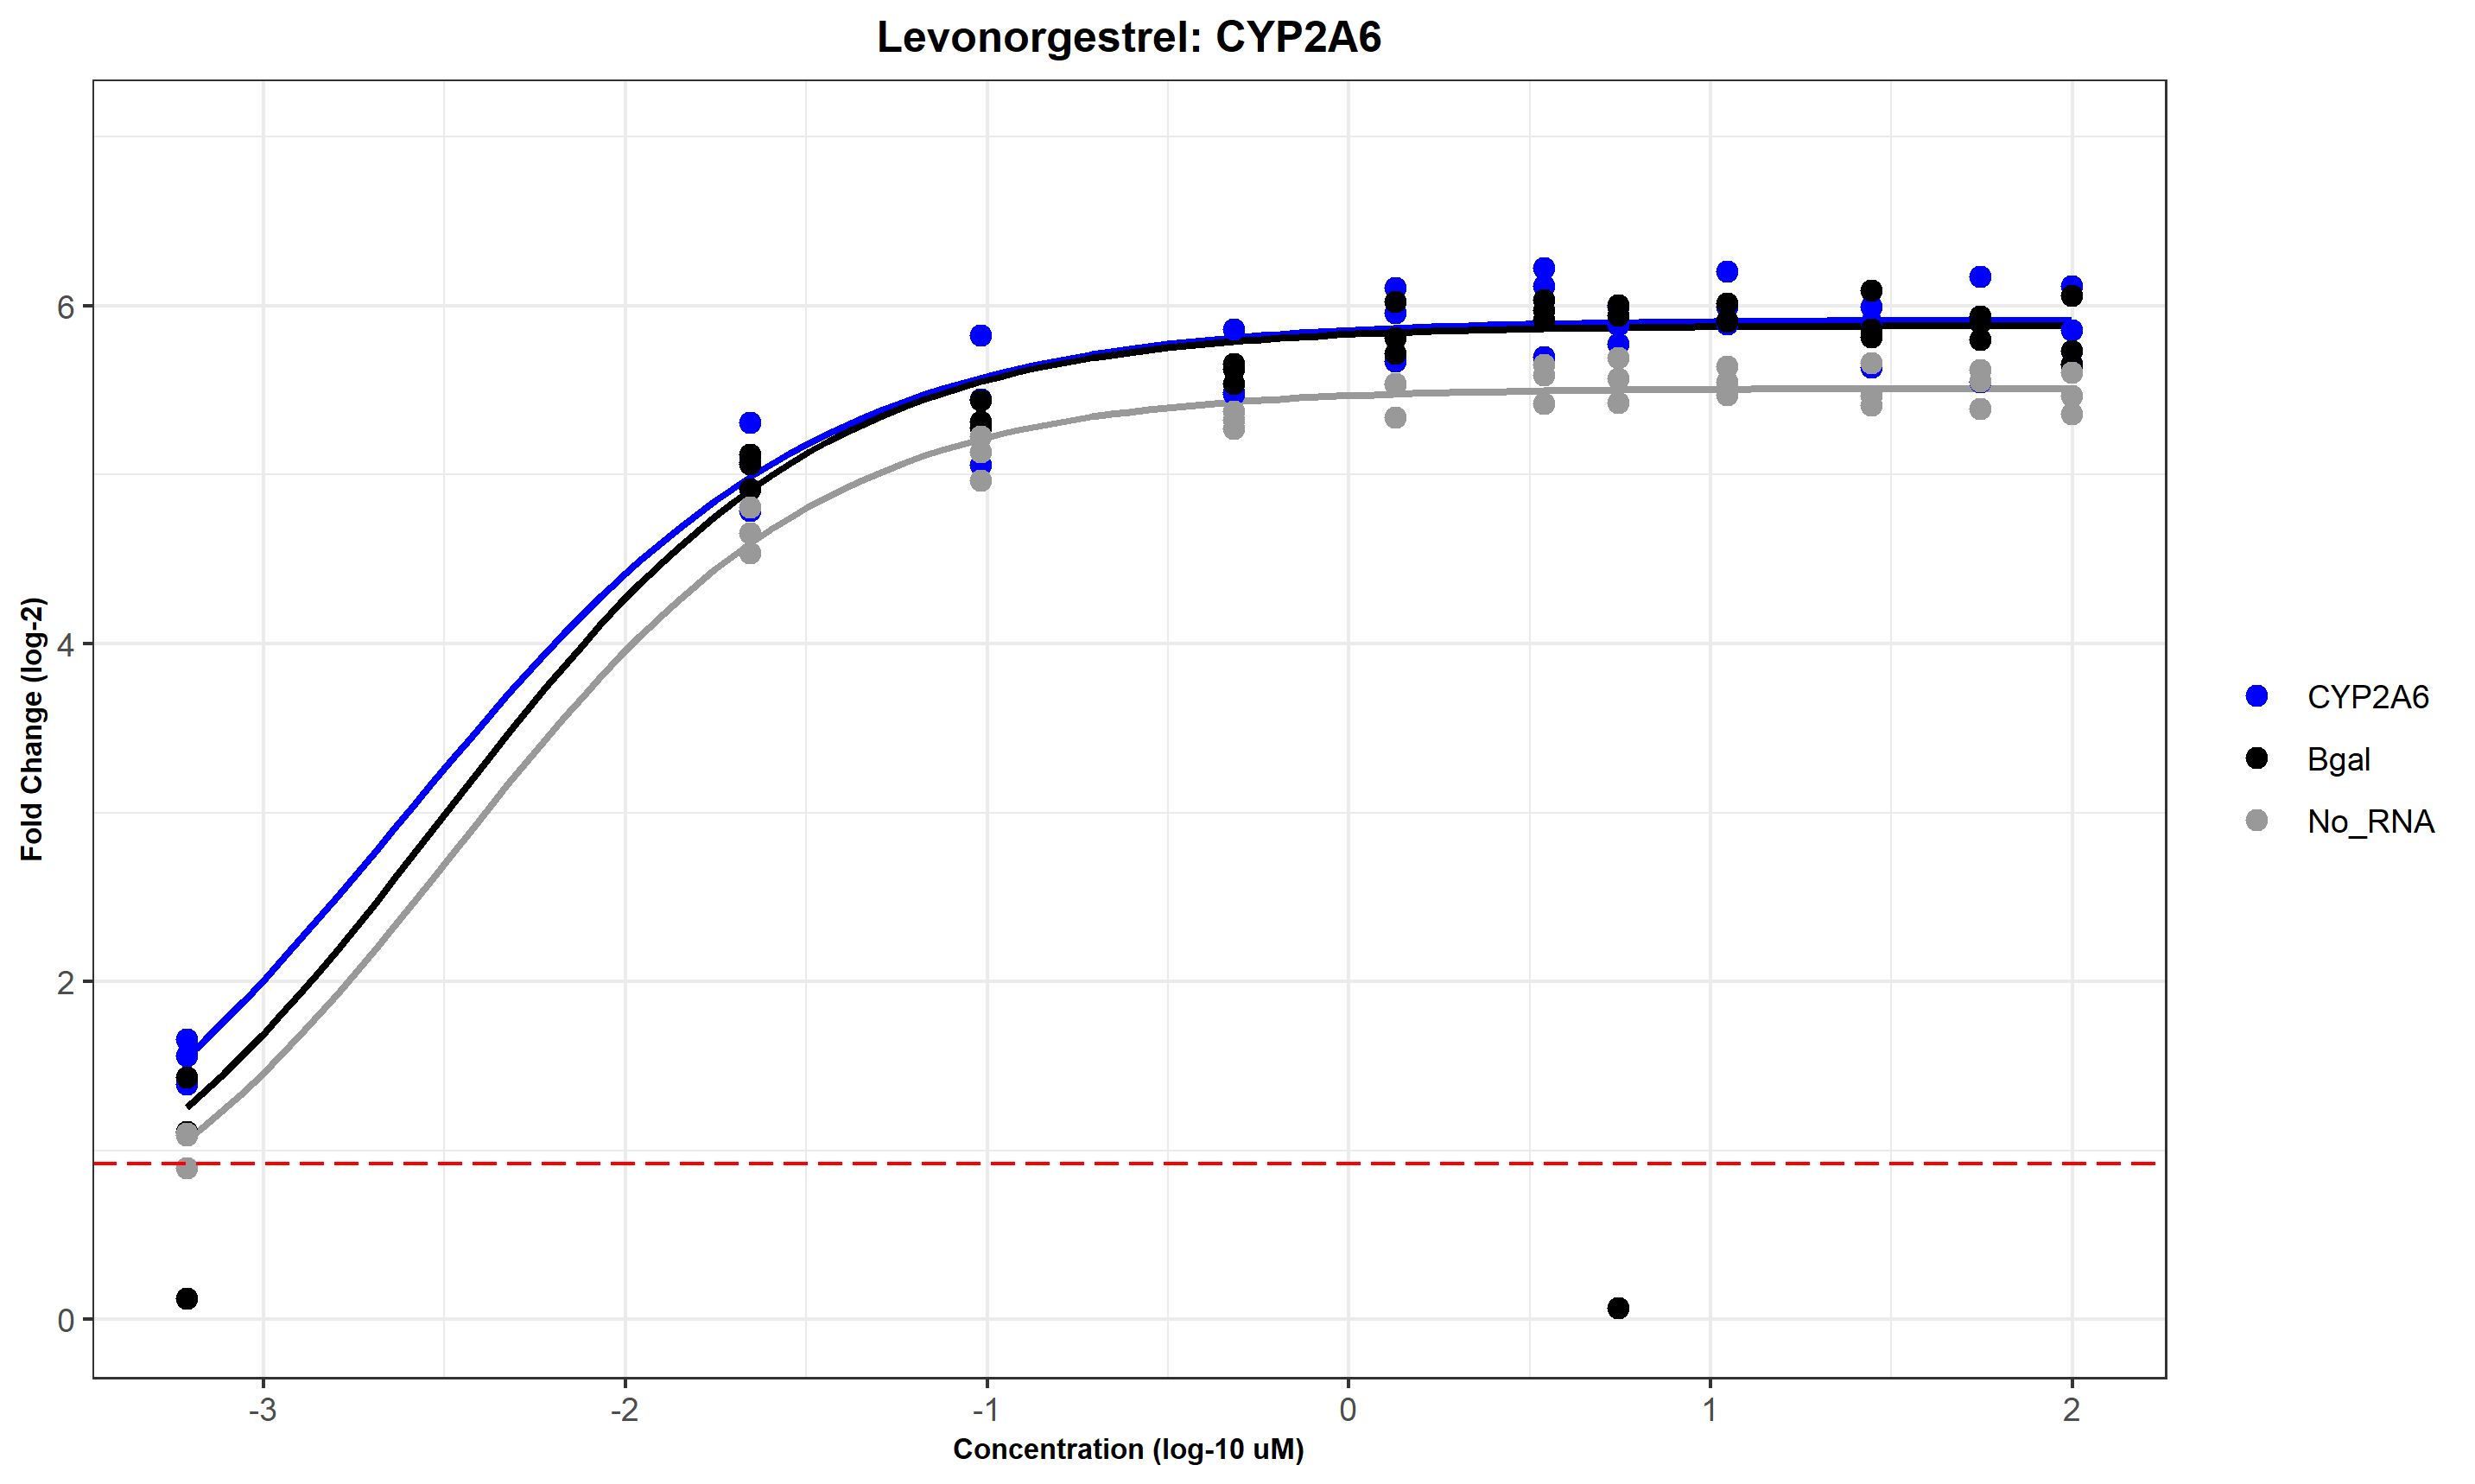 Levonorgestrel: CYP2A6
Fold Change (log-2)
6
4
2
0
-3
-2
-1
0
1
2
Concentration (log-10 uM)
CYP2A6
Bgal
No_RNA